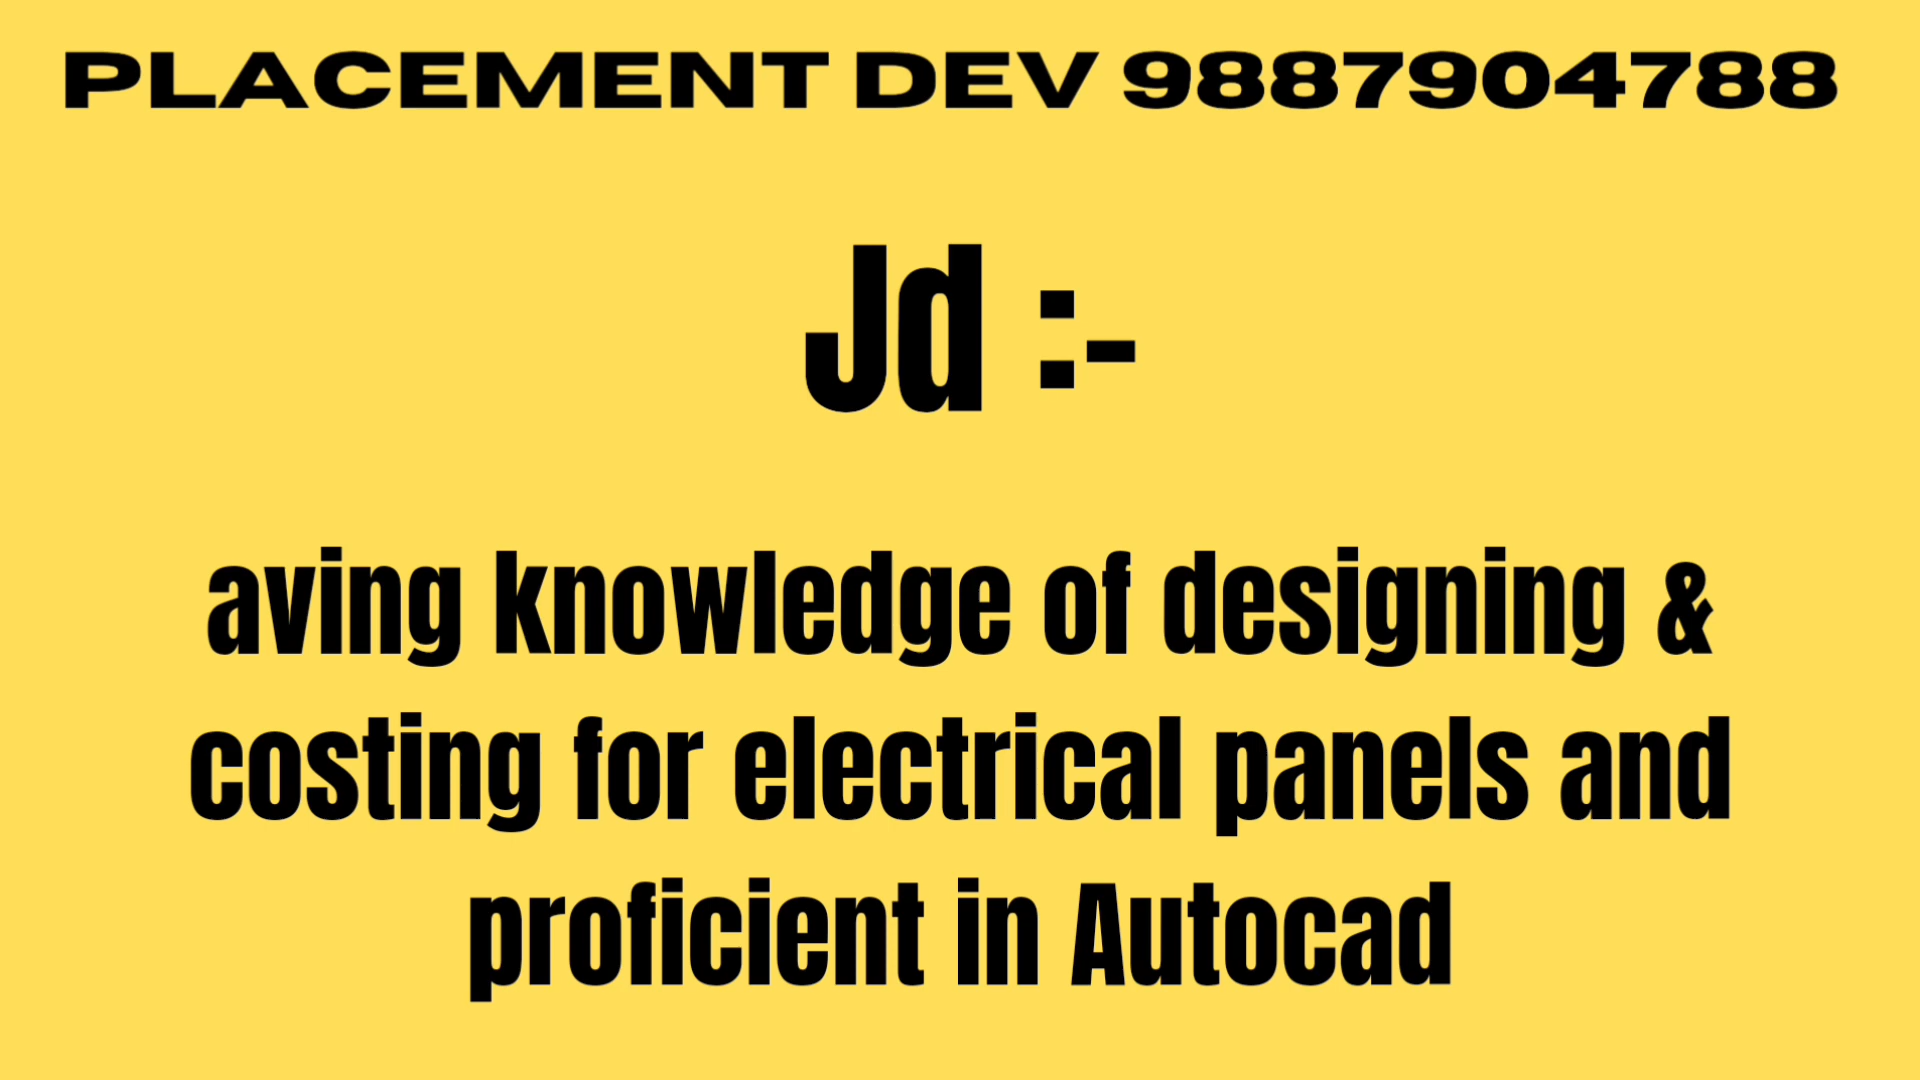 PLACEMENT DEV 9887904788
Jd :-
aving knowledge of designing &
costing for electrical panels and
proficient in Autocad